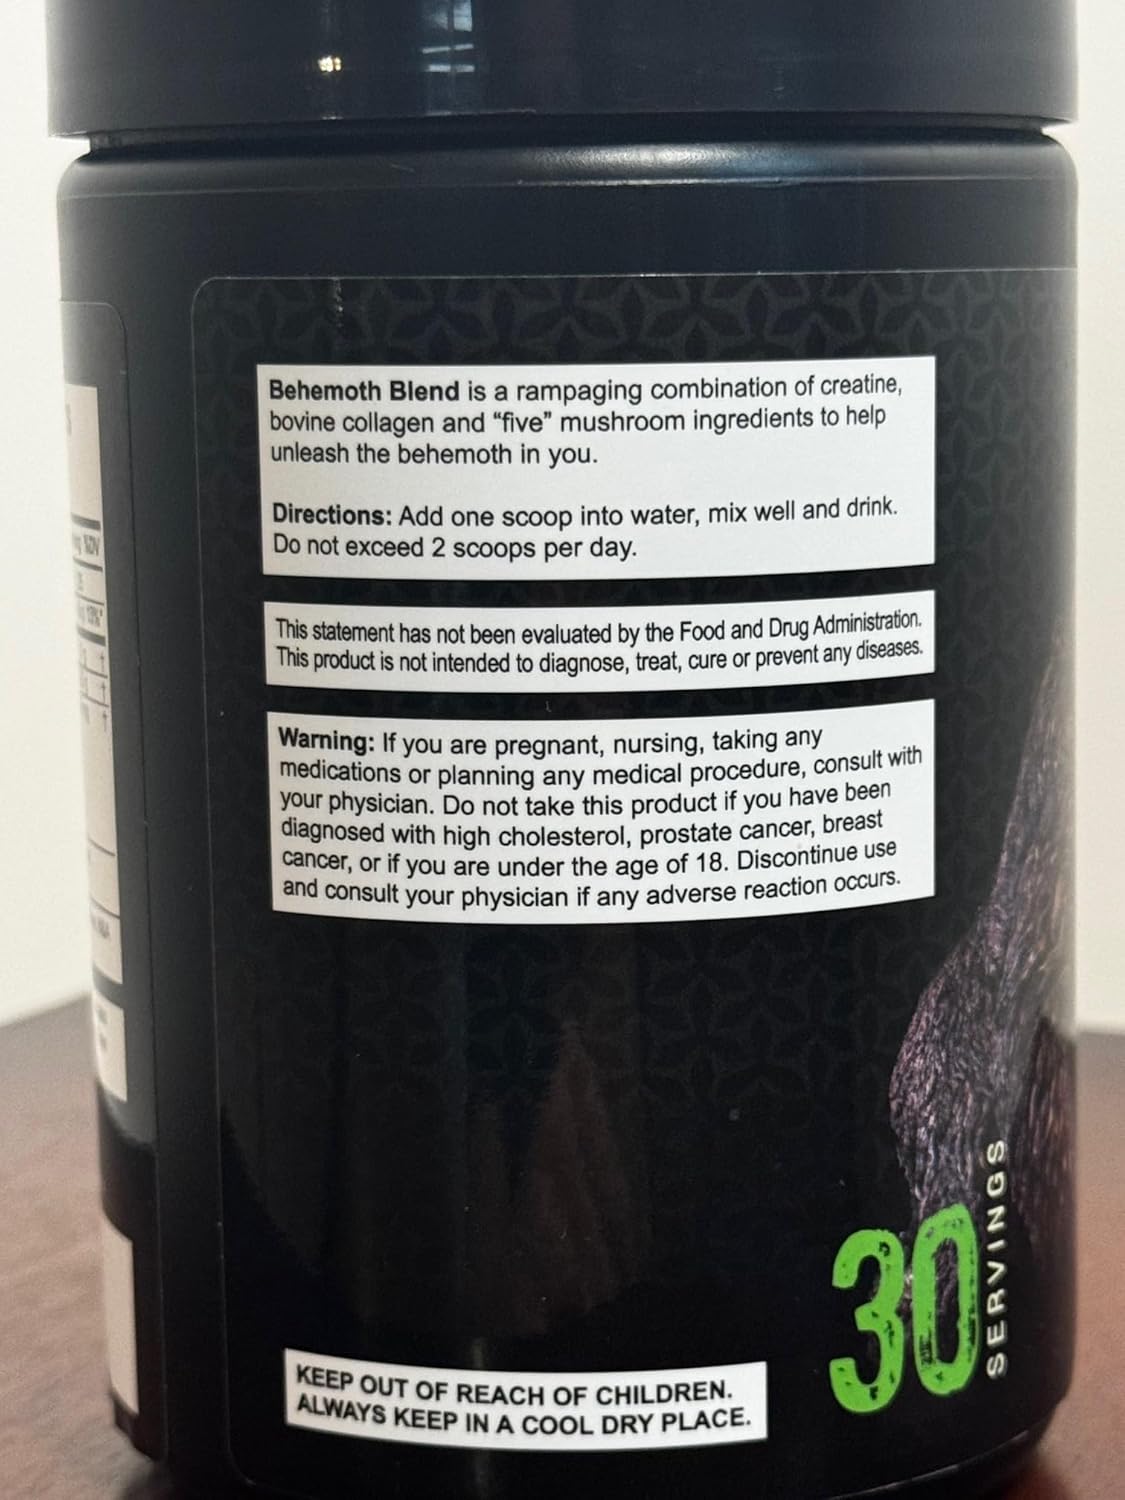 Behemoth Blend is a rampaging combination of creatine,
bovine collagen and “five” mushroom ingredients to help
unleash the behemoth in you.
Directions: Add one scoop into water, mix well and drink.
Do not exceed 2 scoops per day.
This statement has not been evaluated by the Food and Drug Administration.
This product is not intended to diagnose, treat, cure or prevent any diseases.
Warning: If you are pregnant, nursing, taking any
medications or planning any medical procedure, consult with
your physician. Do not take this product if you have been
diagnosed with high cholesterol, prostate cancer, breast
cancer, or if you are under the age of 18. Discontinue use
and consult your physician if any adverse reaction occurs.
30
SERVINGS
KEEP OUT OF REACH OF CHILDREN.
ALWAYS KEEP IN A COOL DRY PLACE.